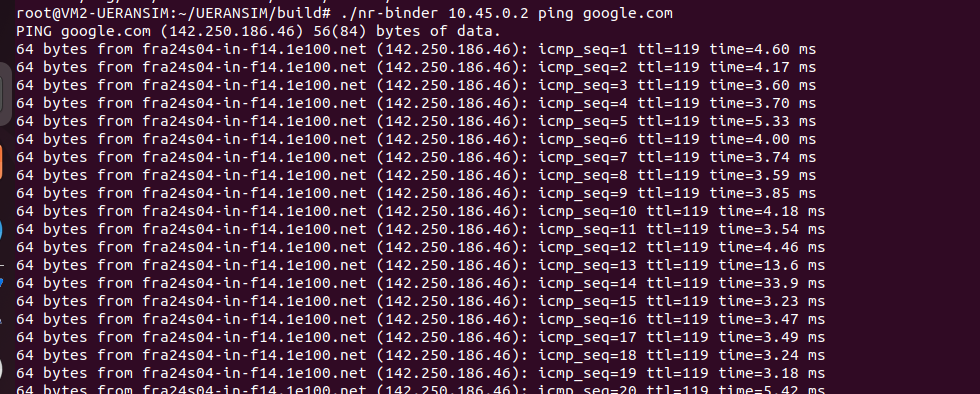 root@VM2-UERANSIM:~/UERANSIM/build# ./nr-binder 10.45.0.2 ping google.com
PING google.com (142.250.186.46) 56(84) bytes of data.
64 bytes from fra24s04-in-f14.1e100.net (142.250.186.46): icmp_seq=1 ttl=119 time=4.60 ms
64 bytes from fra24s04-in-f14.1e100.net (142.250.186.46): icmp_seq=2 ttl=119 time=4.17 ms
64 bytes from fra24s04-in-f14.1e100.net (142.250.186.46): icmp_seq=3 ttl=119 time=3.60 ms
64 bytes from fra24s04-in-f14.1e100.net (142.250.186.46): icmp_seq=4 ttl=119 time=3.70 ms
64 bytes from fra24s04-in-f14.1e100.net (142.250.186.46): icmp_seq=5 ttl=119 time=5.33 ms
64 bytes from fra24s04-in-f14.1e100.net (142.250.186.46): icmp_seq=6 ttl=119 time=4.00 ms
64 bytes from fra24s04-in-f14.1e100.net (142.250.186.46): icmp_seq=7 ttl=119 time=3.74 ms
64 bytes from fra24s04-in-f14.1e100.net (142.250.186.46): icmp_seq=8 ttl=119 time=3.59 ms
64 bytes from fra24s04-in-f14.1e100.net (142.250.186.46): icmp_seq=9 ttl=119 time=3.85 ms
64 bytes from fra24s04-in-f14.1e100.net (142.250.186.46): icmp_seq=10 ttl=119 time=4.18 ms
64 bytes from fra24s04-in-f14.1e100.net (142.250.186.46): icmp_seq=11 ttl=119 time=3.54 ms
64 bytes from fra24s04-in-f14.1e100.net (142.250.186.46): icmp_seq=12 ttl=119 time=4.46 ms
64 bytes from fra24s04-in-f14.1e100.net (142.250.186.46): icmp_seq=13 ttl=119 time=13.6 ms
64 bytes from fra24s04-in-f14.1e100.net (142.250.186.46): icmp_seq=14 ttl=119 time=33.9 ms
64 bytes from fra24s04-in-f14.1e100.net (142.250.186.46): icmp_seq=15 ttl=119 time=3.23 ms
64 bytes from fra24s04-in-f14.1e100.net (142.250.186.46): icmp_seq=16 ttl=119 time=3.47 ms
64 bytes from fra24s04-in-f14.1e100.net (142.250.186.46): icmp_seq=17 ttl=119 time=3.49 ms
64 bytes from fra24s04-in-f14.1e100.net (142.250.186.46): icmp_seq=18 ttl=119 time=3.24 ms
64 bytes from fra24s04-in-f14.1e100.net (142.250.186.46): icmp_seq=19 ttl=119 time=3.18 ms
64 bytes from fra24s04-in-f14.1e100.net (142.250.186.46): icmp_seq=20 ttl=119 time=5.42 ms